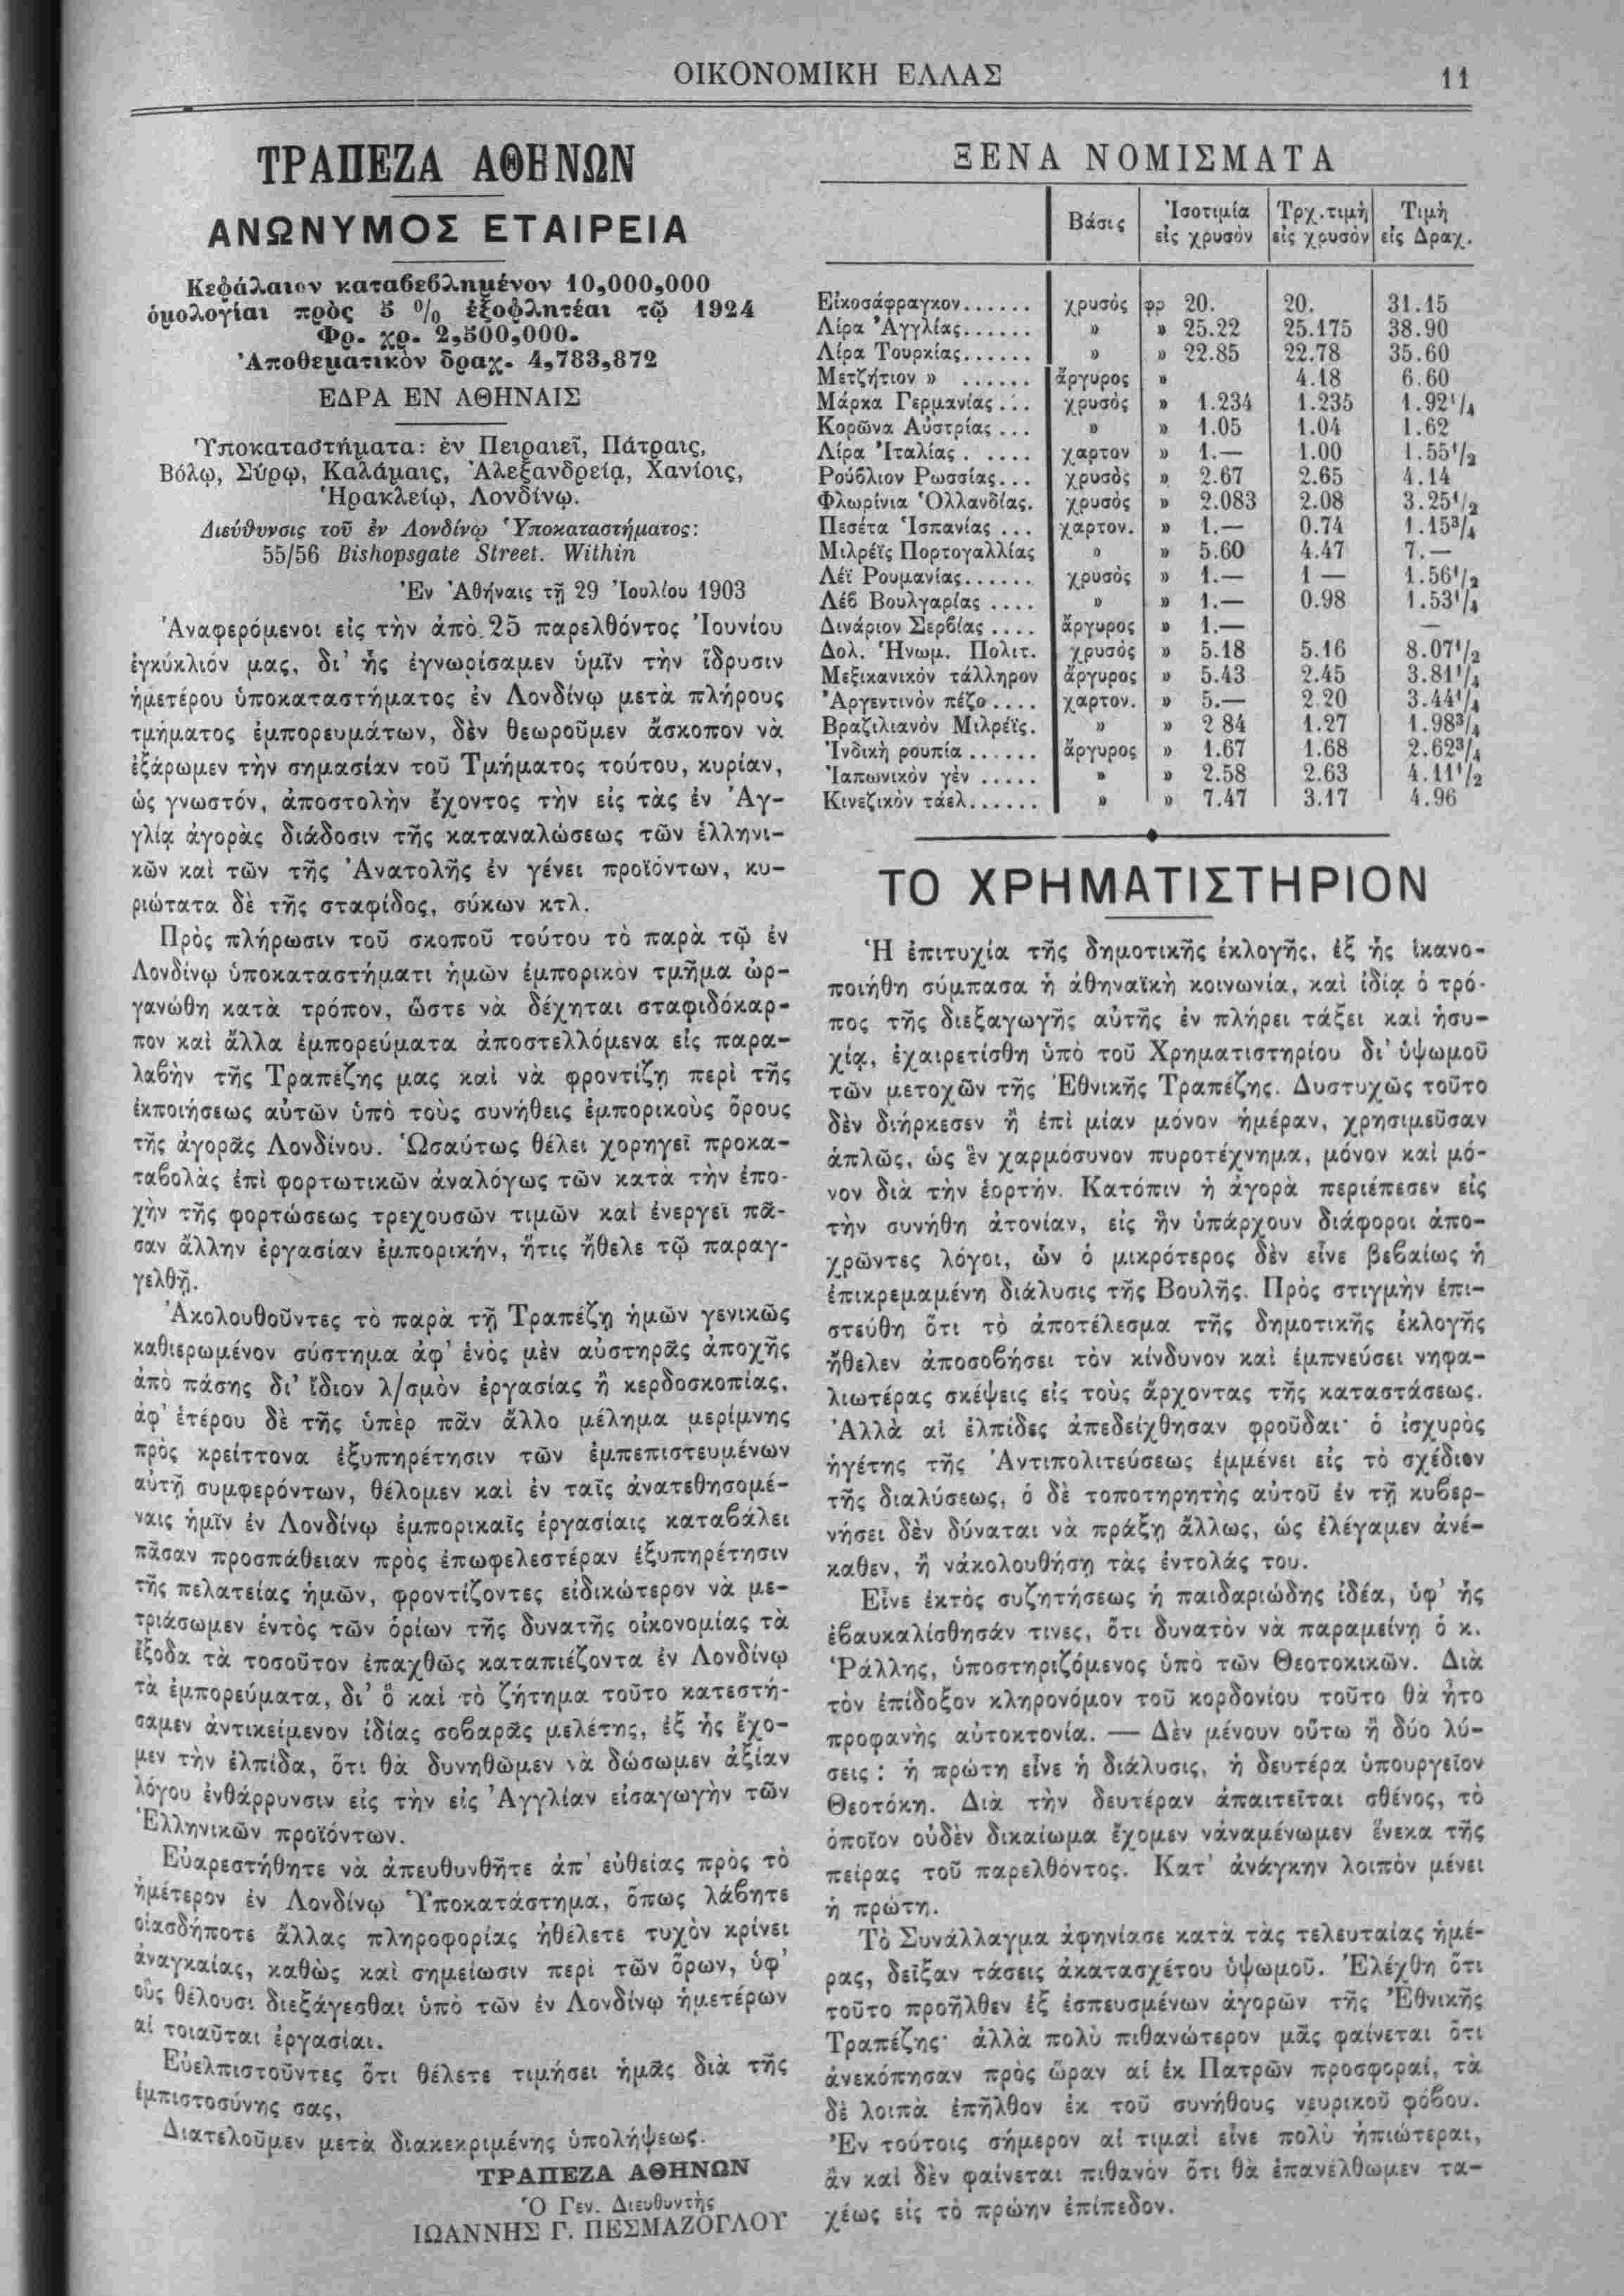 ΟΙΚΟΝΟΜΙΚΗ ΕΛΛΑΣ 11
ΤΡΑΠΕΖΑ ΑΘΗΝΩΝ
ΑΝΩΝΥΜΟΣ ΕΤΑΙΡΕΙΑ
Κεφάλαιον καταβεβλημένον 10,000,000
ὁμολογίαι πρὸς 5 % ἐξοφλητέαι τῷ 1924
Φρ. χρ. 2,500,000.
Ἀποθεματικὸν δραχ. 4,783,872
ΕΔΡΑ ΕΝ ΑΘΗΝΑΙΣ
Ὑποκαταστήματα: ἐν Πειραιεῖ, Πάτραις,
Βόλῳ, Σύρῳ, Καλάμαις, Ἀλεξανδρείᾳ, Χανίοις,
Ἡρακλείῳ, Λονδίνῳ.
Διεύθυνσις τοῦ ἐν Λονδίνῳ Ὑποκαταστήματος:
55/56 Bishopsgate Street. Within
Ἐν Ἀθήναις τῇ 29 Ἰουλίου 1903
Ἀναφερόμενοι εἰς τὴν ἀπὸ 25 παρελθόντος Ἰουνίου
ἐγκύκλιόν μας, δι' ἧς ἐγνωρίσαμεν ὑμῖν τὴν ἵδρυσιν
ἡμετέρου ὑποκαταστήματος ἐν Λονδίνῳ μετὰ πλήρους
τμήματος ἐμπορευμάτων, δὲν θεωροῦμεν ἄσκοπον νὰ
ἐξάρωμεν τὴν σημασίαν τοῦ Τμήματος τούτου, κυρίαν,
ὡς γνωστόν, ἀποστολὴν ἔχοντος τὴν εἰς τὰς ἐν Ἀγ-
γλίᾳ ἀγορὰς διάδοσιν τῆς καταναλώσεως τῶν ἑλληνι-
κῶν καὶ τῶν τῆς Ἀνατολῆς ἐν γένει προϊόντων, κυ-
ριώτατα δὲ τῆς σταφίδος, σύκων κτλ.
Πρὸς πλήρωσιν τοῦ σκοποῦ τούτου τὸ παρὰ τῷ ἐν
Λονδίνῳ ὑποκαταστήματι ἡμῶν ἐμπορικὸν τμῆμα ὠρ-
γανώθη κατὰ τρόπον, ὥστε νὰ δέχηται σταφιδόκαρ-
πον καὶ ἄλλα ἐμπορεύματα ἀποστελλόμενα εἰς παρα-
λαβὴν τῆς Τραπέζης μας καὶ νὰ φροντίζῃ περὶ τῆς
ἐκποιήσεως αὐτῶν ὑπὸ τοὺς συνήθεις ἐμπορικοὺς ὅρους
τῆς ἀγορᾶς Λονδίνου. Ὡσαύτως θέλει χορηγεῖ προκα-
ταβολὰς ἐπὶ φορτωτικῶν ἀναλόγως τῶν κατὰ τὴν ἐπο-
χὴν τῆς φορτώσεως τρεχουσῶν τιμῶν καὶ ἐνεργεῖ πᾶ-
σαν ἄλλην ἐργασίαν ἐμπορικήν, ἥτις ἤθελε τῷ παραγ-
γελθῇ.
Ἀκολουθοῦντες τὸ παρὰ τῇ Τραπέζῃ ἡμῶν γενικῶς
καθιερωμένον σύστημα ἀφ' ἑνὸς μὲν αὐστηρᾶς ἀποχῆς
ἀπὸ πάσης δι' ἴδιον λ/σμὸν ἐργασίας ἢ κερδοσκοπίας,
ἀφ' ἑτέρου δὲ τῆς ὑπὲρ πᾶν ἄλλο μέλημα μερίμνης
πρὸς κρείττονα ἐξυπηρέτησιν τῶν ἐμπεπιστευμένων
αὐτῇ συμφερόντων, θέλομεν καὶ ἐν ταῖς ἀνατεθησομέ-
ναις ἡμῖν ἐν Λονδίνῳ ἐμπορικαῖς ἐργασίαις καταβάλει
πᾶσαν προσπάθειαν πρὸς ἐπωφελεστέραν ἐξυπηρέτησιν
τῆς πελατείας ἡμῶν, φροντίζοντες εἰδικώτερον νὰ με-
τριάσωμεν ἐντὸς τῶν ὁρίων τῆς δυνατῆς οἰκονομίας τὰ
ἔξοδα τὰ τοσοῦτον ἐπαχθῶς καταπιέζοντα ἐν Λονδίνῳ
τὰ ἐμπορεύματα, δι' ὃ καὶ τὸ ζήτημα τοῦτο κατεστή-
σαμεν ἀντικείμενον ἰδίας σοβαρᾶς μελέτης, ἐξ ἧς ἔχο-
μεν τὴν ἐλπίδα, ὅτι θὰ δυνηθῶμεν νὰ δώσωμεν ἀξίαν
λόγου ἐνθάρρυνσιν εἰς τὴν εἰς Ἀγγλίαν εἰσαγωγὴν τῶν
Ἑλληνικῶν προϊόντων.
Εὐαρεστήθητε νὰ ἀπευθυνθῆτε ἀπ' εὐθείας πρὸς τὸ
ἡμέτερον ἐν Λονδίνῳ Ὑποκατάστημα, ὅπως λάβητε
οἱασδήποτε ἄλλας πληροφορίας ἠθέλετε τυχὸν κρίνει
ἀναγκαίας, καθὼς καὶ σημείωσιν περὶ τῶν ὅρων, ὑφ'
οὓς θέλουσι διεξάγεσθαι ὑπὸ τῶν ἐν Λονδίνῳ ἡμετέρων
αἱ τοιαῦται ἐργασίαι.
Εὐελπιστοῦντες ὅτι θέλετε τιμήσει ἡμᾶς διὰ τῆς
ἐμπιστοσύνης σας,
Διατελοῦμεν μετὰ διακεκριμένης ὑπολήψεως.
ΤΡΑΠΕΖΑ ΑΘΗΝΩΝ
Ὁ Γεν. Διευθυντὴς
ΙΩΑΝΝΗΣ Γ. ΠΕΣΜΑΖΟΓΛΟΥ
ΞΕΝΑ ΝΟΜΙΣΜΑΤΑ
Βάσις Ἰσοτιμία εἰς χρυσὸν Τρχ.τιμὴ εἰς χρυσὸν Τιμὴ εἰς Δραχ.
Εἰκοσάφραγκον...... χρυσὸς φρ 20. 20. 31.15
Λίρα Ἀγγλίας...... » » 25.22 25.175 38.90
Λίρα Τουρκίας...... » » 22.85 22.78 35.60
Μετζήτιον » ...... ἄργυρος » 4.18 6.60
Μάρκα Γερμανίας... χρυσὸς » 1.234 1.235 1.92 1/4
Κορῶνα Αὐστρίας... » » 1.05 1.04 1.62
Λίρα Ἰταλίας..... χαρτον » 1.— 1.00 1.55 1/2
Ρούβλιον Ρωσσίας... χρυσὸς » 2.67 2.65 4.14
Φλωρίνια Ὁλλανδίας. χρυσὸς » 2.083 2.08 3.25 1/2
Πεσέτα Ἱσπανίας... χαρτον. » 1.— 0.74 1.15 3/4
Μιλρέϊς Πορτογαλλίας » » 5.60 4.47 7.—
Λέϊ Ρουμανίας...... χρυσὸς » 1.— 1 — 1.56 1/2
Λέβ Βουλγαρίας.... » » 1.— 0.98 1.53 1/4
Δινάριον Σερβίας.... ἄργυρος » 1.— —
Δολ. Ἡνωμ. Πολιτ. χρυσὸς » 5.18 5.16 8.07 1/2
Μεξικανικὸν τάλληρον ἄργυρος » 5.43 2.45 3.81 1/4
Ἀργεντινὸν πέζο.... χαρτον. » 5.— 2.20 3.44 1/4
Βραζιλιανὸν Μιλρέϊς. » » 2 84 1.27 1.98 3/4
Ἰνδικὴ ρουπία...... ἄργυρος » 1.67 1.68 2.62 3/4
Ἰαπωνικὸν γὲν..... » » 2.58 2.63 4.11 1/2
Κινεζικὸν τάελ...... » » 7.47 3.17 4.96
ΤΟ ΧΡΗΜΑΤΙΣΤΗΡΙΟΝ
Ἡ ἐπιτυχία τῆς δημοτικῆς ἐκλογῆς, ἐξ ἧς ἱκανο-
ποιήθη σύμπασα ἡ ἀθηναϊκὴ κοινωνία, καὶ ἰδίᾳ ὁ τρό-
πος τῆς διεξαγωγῆς αὐτῆς ἐν πλήρει τάξει καὶ ἡσυ-
χίᾳ, ἐχαιρετίσθη ὑπὸ τοῦ Χρηματιστηρίου δι' ὑψωμοῦ
τῶν μετοχῶν τῆς Ἐθνικῆς Τραπέζης. Δυστυχῶς τοῦτο
δὲν διήρκεσεν ἢ ἐπὶ μίαν μόνον ἡμέραν, χρησιμεῦσαν
ἁπλῶς, ὡς ἓν χαρμόσυνον πυροτέχνημα, μόνον καὶ μό-
νον διὰ τὴν ἑορτήν. Κατόπιν ἡ ἀγορὰ περιέπεσεν εἰς
τὴν συνήθη ἀτονίαν, εἰς ἣν ὑπάρχουν διάφοροι ἀπο-
χρῶντες λόγοι, ὧν ὁ μικρότερος δὲν εἶνε βεβαίως ἡ
ἐπικρεμαμένη διάλυσις τῆς Βουλῆς. Πρὸς στιγμὴν ἐπι-
στεύθη ὅτι τὸ ἀποτέλεσμα τῆς δημοτικῆς ἐκλογῆς
ἤθελεν ἀποσοβήσει τὸν κίνδυνον καὶ ἐμπνεύσει νηφα-
λιωτέρας σκέψεις εἰς τοὺς ἄρχοντας τῆς καταστάσεως.
Ἀλλὰ αἱ ἐλπίδες ἀπεδείχθησαν φροῦδαι· ὁ ἰσχυρὸς
ἡγέτης τῆς Ἀντιπολιτεύσεως ἐμμένει εἰς τὸ σχέδιον
τῆς διαλύσεως, ὁ δὲ τοποτηρητὴς αὐτοῦ ἐν τῇ κυβερ-
νήσει δὲν δύναται νὰ πράξῃ ἄλλως, ὡς ἐλέγαμεν ἀνέ-
καθεν, ἢ νἀκολουθήσῃ τὰς ἐντολάς του.
Εἶνε ἐκτὸς συζητήσεως ἡ παιδαριώδης ἰδέα, ὑφ' ἧς
ἐβαυκαλίσθησάν τινες, ὅτι δυνατὸν νὰ παραμείνῃ ὁ κ.
Ῥάλλης, ὑποστηριζόμενος ὑπὸ τῶν Θεοτοκικῶν. Διὰ
τὸν ἐπίδοξον κληρονόμον τοῦ κορδονίου τοῦτο θὰ ἦτο
προφανὴς αὐτοκτονία. — Δὲν μένουν οὕτω ἢ δύο λύ-
σεις : ἡ πρώτη εἶνε ἡ διάλυσις, ἡ δευτέρα ὑπουργεῖον
Θεοτόκη. Διὰ τὴν δευτέραν ἀπαιτεῖται σθένος, τὸ
ὁποῖον οὐδὲν δικαίωμα ἔχομεν νἀναμένωμεν ἕνεκα τῆς
πείρας τοῦ παρελθόντος. Κατ' ἀνάγκην λοιπὸν μένει
ἡ πρώτη.
Τὸ Συνάλλαγμα ἀφηνίασε κατὰ τὰς τελευταίας ἡμέ-
ρας, δεῖξαν τάσεις ἀκατασχέτου ὑψωμοῦ. Ἐλέχθη ὅτι
τοῦτο προῆλθεν ἐξ ἐσπευσμένων ἀγορῶν τῆς Ἐθνικῆς
Τραπέζης· ἀλλὰ πολὺ πιθανώτερον μᾶς φαίνεται ὅτι
ἀνεκόπησαν πρὸς ὥραν αἱ ἐκ Πατρῶν προσφοραί, τὰ
δὲ λοιπὰ ἐπῆλθον ἐκ τοῦ συνήθους νευρικοῦ φόβου.
Ἐν τούτοις σήμερον αἱ τιμαὶ εἶνε πολὺ ἠπιώτεραι,
ἂν καὶ δὲν φαίνεται πιθανὸν ὅτι θὰ ἐπανέλθωμεν τα-
χέως εἰς τὸ πρώην ἐπίπεδον.